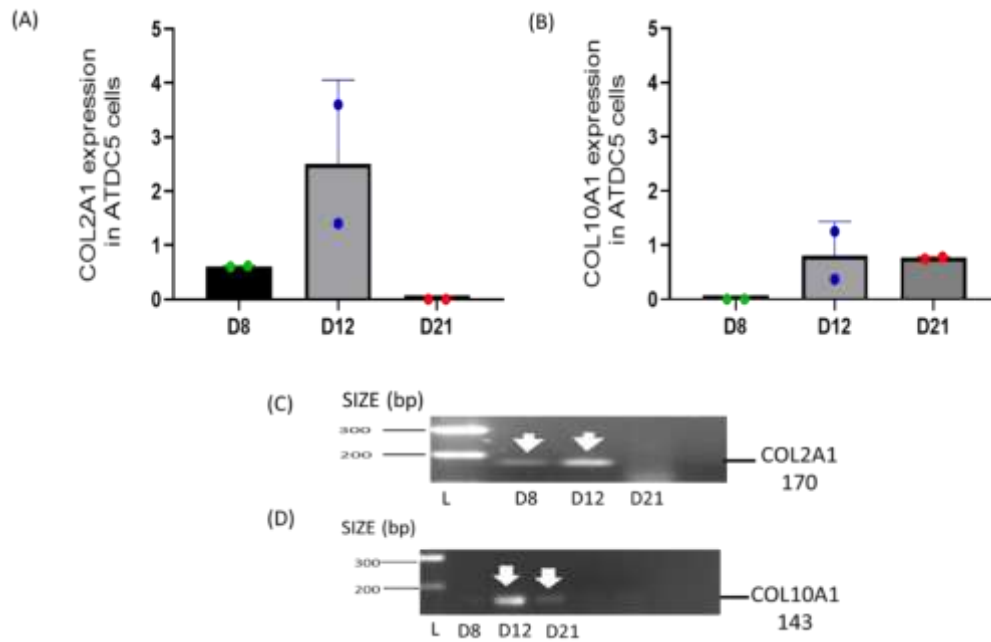 (A)
COL2A1 expression
in ATDC5 cells
5
4
3
2
1
0
D8 D12 D21
(B)
COL10A1 expression
in ATDC5 cells
5
4
3
2
1
0
D8 D12 D21
(C) SIZE (bp)
300
200
COL2A1
170
L D8 D12 D21
(D) SIZE (bp)
300
200
COL10A1
143
L D8 D12 D21